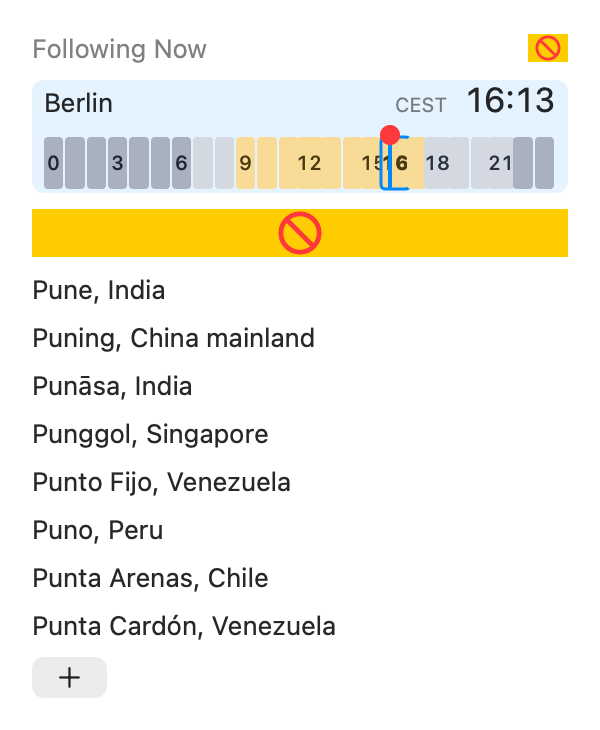 Following Now
Berlin CEST 16:13
0 3 6 9 12 15 16 18 21
Pune, India
Puning, China mainland
Punāsa, India
Punggol, Singapore
Punto Fijo, Venezuela
Puno, Peru
Punta Arenas, Chile
Punta Cardón, Venezuela
+